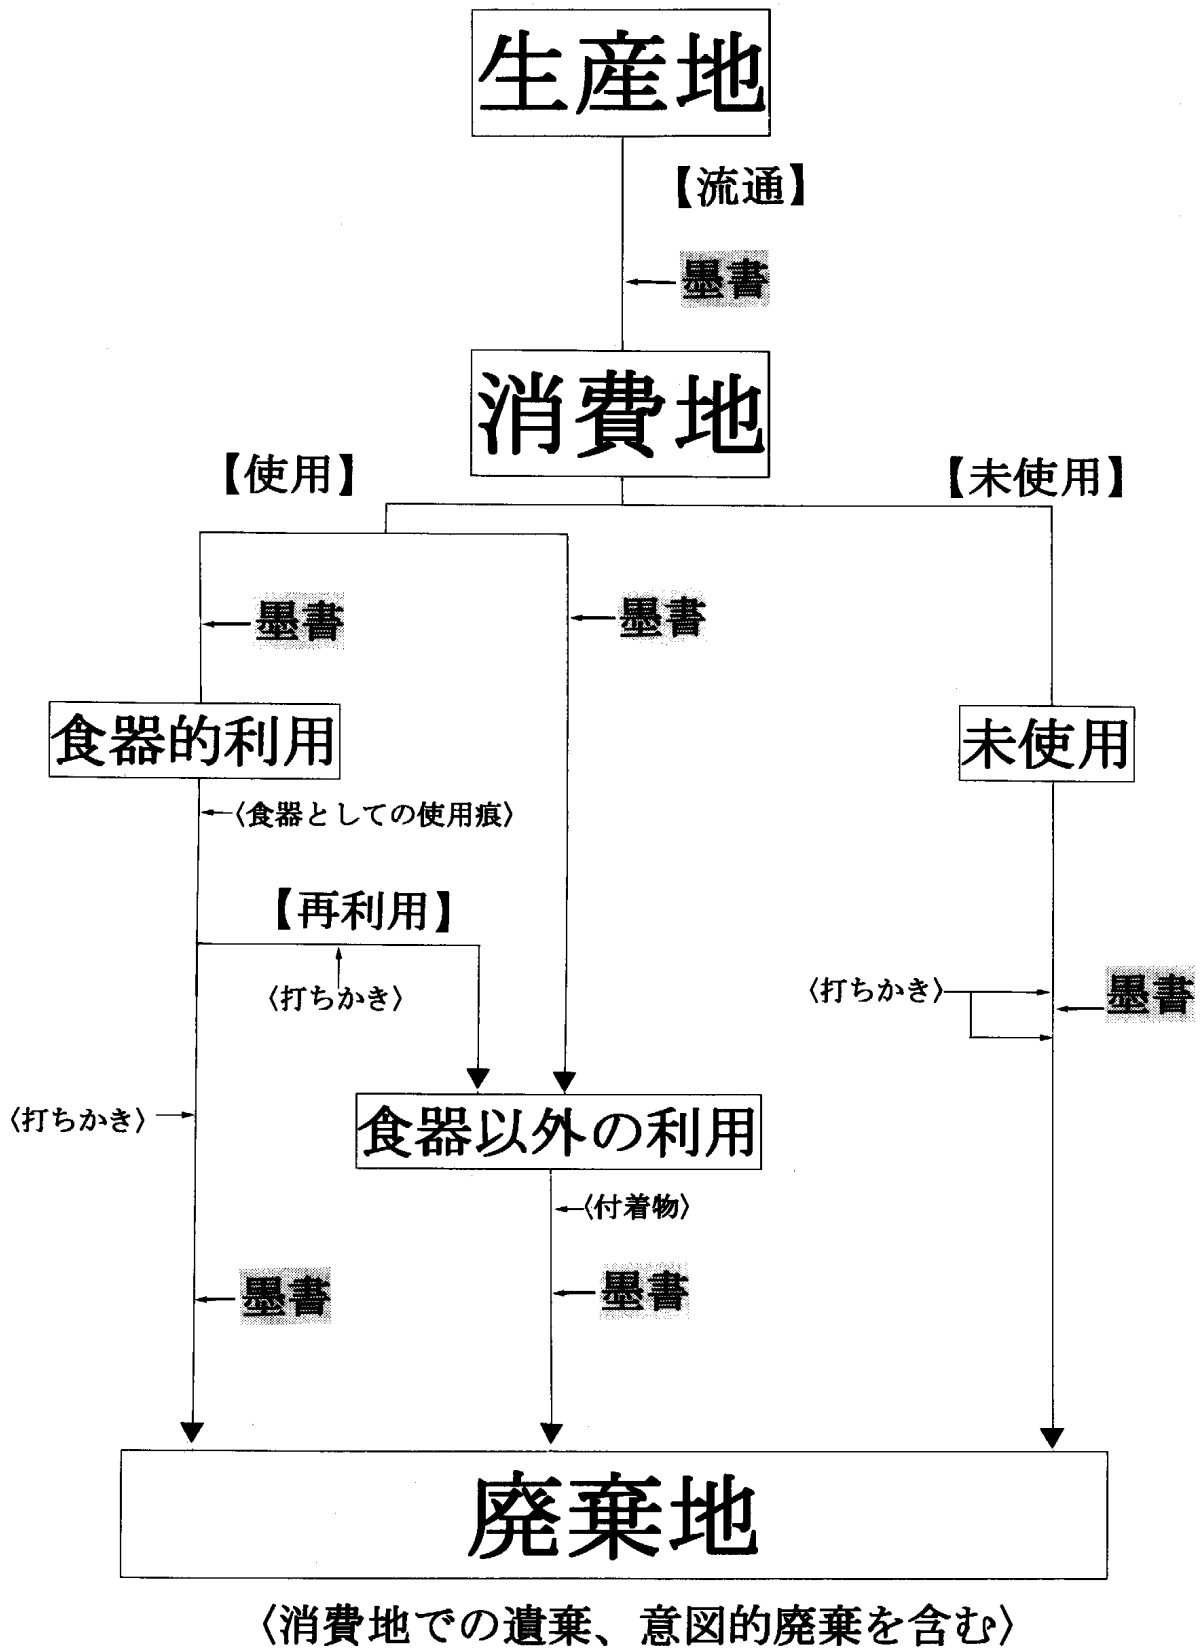 生産地
【流通】
墨書
消費地
【使用】
【未使用】
墨書
墨書
食器的利用
未使用
〈食器としての使用痕〉
【再利用】
〈打ちかき〉
〈打ちかき〉
墨書
〈打ちかき〉
食器以外の利用
〈付着物〉
墨書
墨書
廃棄地
〈消費地での遺棄、意図的廃棄を含む〉